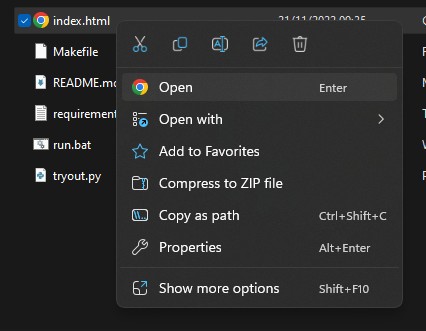 index.html 21/11/2022 00:25
Makefile
README.md
requirement
run.bat
tryout.py
Open Enter
Open with
Add to Favorites
Compress to ZIP file
Copy as path Ctrl+Shift+C
Properties Alt+Enter
Show more options Shift+F10